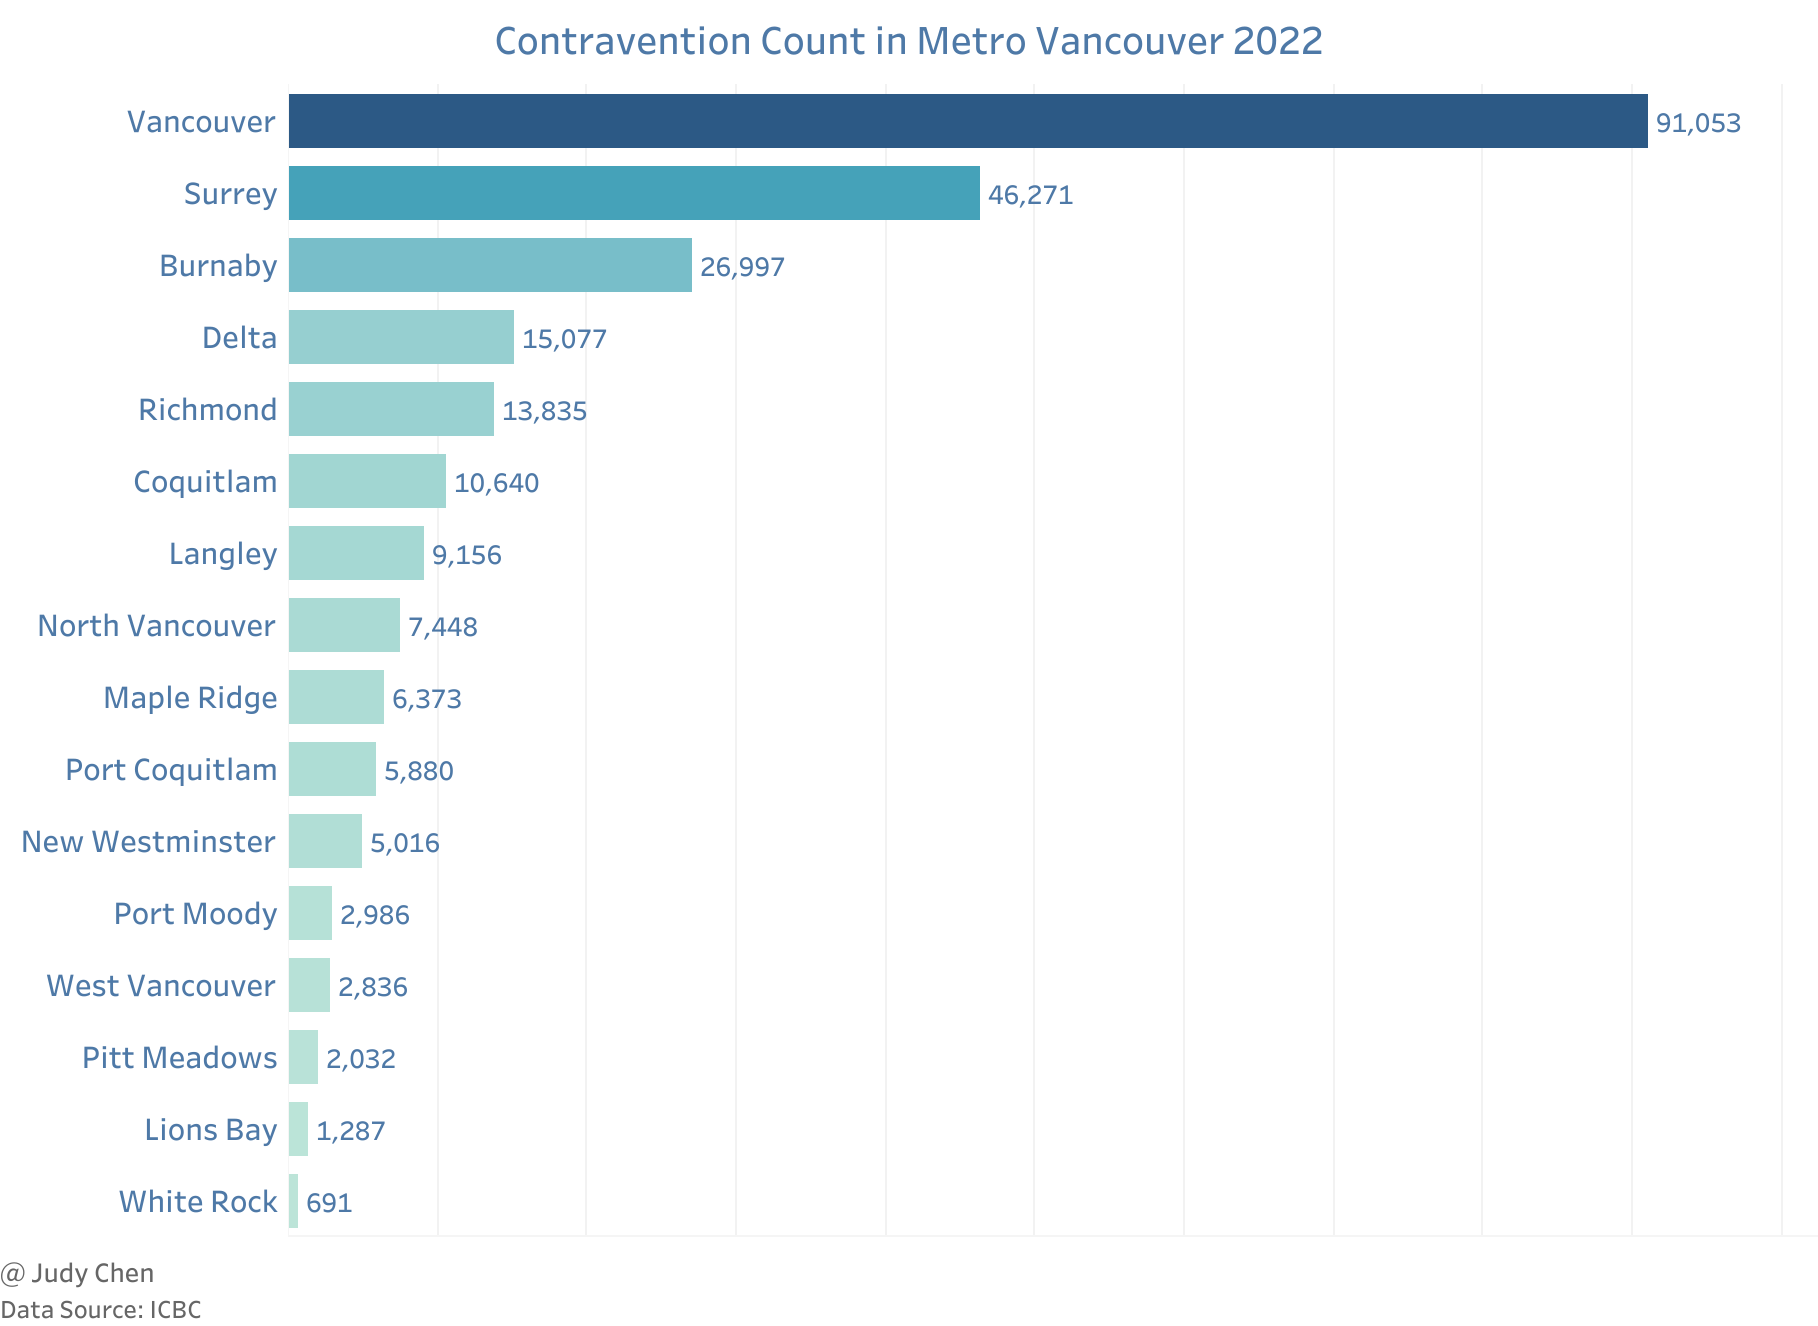 Contravention Count in Metro Vancouver 2022
Vancouver 91,053
Surrey 46,271
Burnaby 26,997
Delta 15,077
Richmond 13,835
Coquitlam 10,640
Langley 9,156
North Vancouver 7,448
Maple Ridge 6,373
Port Coquitlam 5,880
New Westminster 5,016
Port Moody 2,986
West Vancouver 2,836
Pitt Meadows 2,032
Lions Bay 1,287
White Rock 691
@ Judy Chen
Data Source: ICBC